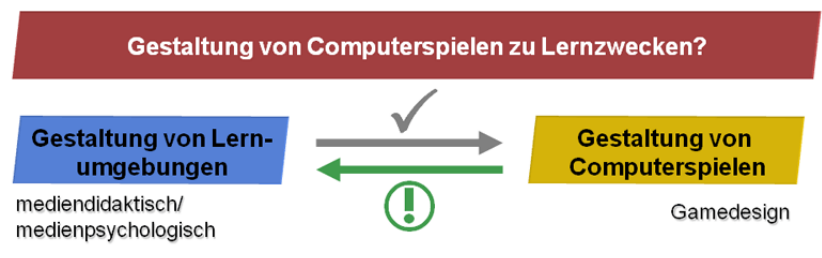 Gestaltung von Computerspielen zu Lernzwecken?
Gestaltung von Lern-
umgebungen
Gestaltung von
Computerspielen
mediendidaktisch/
medienpsychologisch
Gamedesign